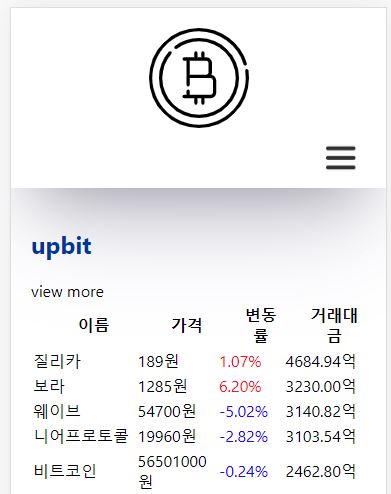 upbit
view more
이름 가격 변동률 거래대금
질리카 189원 1.07% 4684.94억
보라 1285원 6.20% 3230.00억
웨이브 54700원 -5.02% 3140.82억
니어프로토콜 19960원 -2.82% 3103.54억
비트코인 56501000원 -0.24% 2462.80억